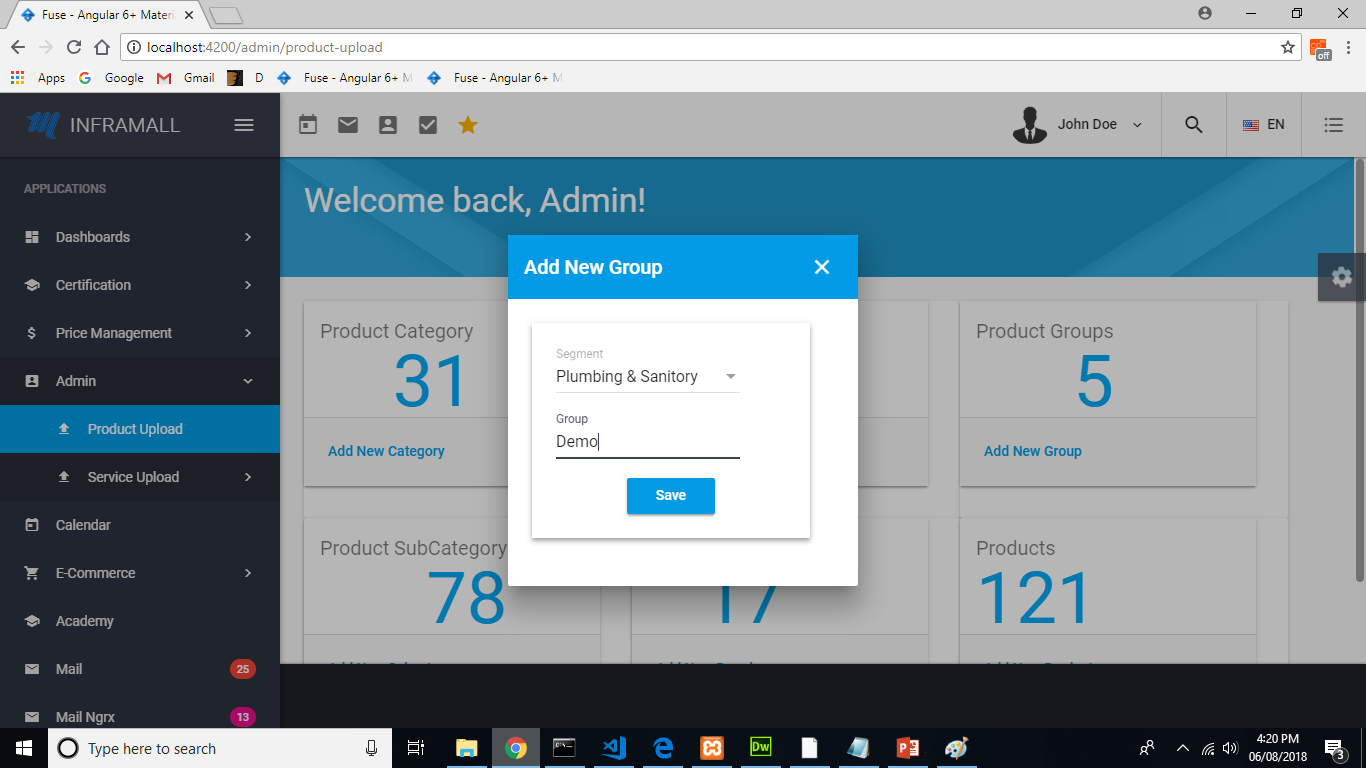 Fuse - Angular 6+ Materi
localhost:4200/admin/product-upload
Apps Google Gmail D Fuse - Angular 6+ M Fuse - Angular 6+ M
off
INFRAMALL
John Doe
EN
APPLICATIONS
Dashboards
Certification
Price Management
Admin
Product Upload
Service Upload
Calendar
E-Commerce
Academy
Mail 25
Mail Ngrx 13
Welcome back, Admin!
Product Category
31
Add New Category
Product Groups
5
Add New Group
Product SubCategory
78
17
Products
121
Add New Group
Segment
Plumbing & Sanitory
Group
Demo
Save
Type here to search
Dw
4:20 PM
06/08/2018
3